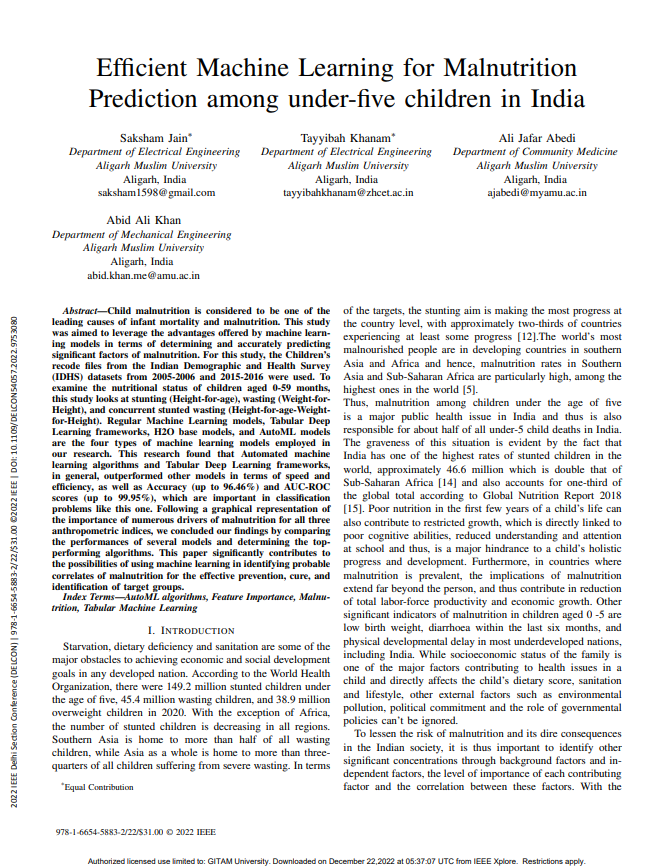 Efficient Machine Learning for Malnutrition
Prediction among under-five children in India
Saksham Jain*
Department of Electrical Engineering
Aligarh Muslim University
Aligarh, India
saksham1598@gmail.com
Tayyibah Khanam*
Department of Electrical Engineering
Aligarh Muslim University
Aligarh, India
tayyibahkhanam@zhcet.ac.in
Ali Jafar Abedi
Department of Community Medicine
Aligarh Muslim University
Aligarh, India
ajabedi@myamu.ac.in
Abid Ali Khan
Department of Mechanical Engineering
Aligarh Muslim University
Aligarh, India
abid.khan.me@amu.ac.in
Abstract—Child malnutrition is considered to be one of the
leading causes of infant mortality and malnutrition. This study
was aimed to leverage the advantages offered by machine learn-
ing models in terms of determining and accurately predicting
significant factors of malnutrition. For this study, the Children's
recode files from the Indian Demographic and Health Survey
(IDHS) datasets from 2005-2006 and 2015-2016 were used. To
examine the nutritional status of children aged 0-59 months,
this study looks at stunting (Height-for-age), wasting (Weight-for-
Height), and concurrent stunted wasting (Height-for-age-Weight-
for-Height). Regular Machine Learning models, Tabular Deep
Learning frameworks, H2O base models, and AutoML models
are the four types of machine learning models employed in
our research. This research found that Automated machine
learning algorithms and Tabular Deep Learning frameworks,
in general, outperformed other models in terms of speed and
efficiency, as well as Accuracy (up to 96.46%) and AUC-ROC
scores (up to 99.95%), which are important in classification
problems like this one. Following a graphical representation of
the importance of numerous drivers of malnutrition for all three
anthropometric indices, we concluded our findings by comparing
the performances of several models and determining the top-
performing algorithms. This paper significantly contributes to
the possibilities of using machine learning in identifying probable
correlates of malnutrition for the effective prevention, cure, and
identification of target groups.
Index Terms—AutoML algorithms, Feature Importance, Malnu-
trition, Tabular Machine Learning
I. INTRODUCTION
Starvation, dietary deficiency and sanitation are some of the
major obstacles to achieving economic and social development
goals in any developed nation. According to the World Health
Organization, there were 149.2 million stunted children under
the age of five, 45.4 million wasting children, and 38.9 million
overweight children in 2020. With the exception of Africa,
the number of stunted children is decreasing in all regions.
Southern Asia is home to more than half of all wasting
children, while Asia as a whole is home to more than three-
quarters of all children suffering from severe wasting. In terms
*Equal Contribution
of the targets, the stunting aim is making the most progress at
the country level, with approximately two-thirds of countries
experiencing at least some progress [12].The world's most
malnourished people are in developing countries in southern
Asia and Africa and hence, malnutrition rates in Southern
Asia and Sub-Saharan Africa are particularly high, among the
highest ones in the world [5].
Thus, malnutrition among children under the age of five
is a major public health issue in India and thus is also
responsible for about half of all under-5 child deaths in India.
The graveness of this situation is evident by the fact that
India has one of the highest rates of stunted children in the
world, approximately 46.6 million which is double that of
Sub-Saharan Africa [14] and also accounts for one-third of
the global total according to Global Nutrition Report 2018
[15]. Poor nutrition in the first few years of a child's life can
also contribute to restricted growth, which is directly linked to
poor cognitive abilities, reduced understanding and attention
at school and thus, is a major hindrance to a child's holistic
progress and development. Furthermore, in countries where
malnutrition is prevalent, the implications of malnutrition
extend far beyond the person, and thus contribute in reduction
of total labor-force productivity and economic growth. Other
significant indicators of malnutrition in children aged 0 -5 are
low birth weight, diarrhoea within the last six months, and
physical developmental delay in most underdeveloped nations,
including India. While socioeconomic status of the family is
one of the major factors contributing to health issues in a
child and directly affects the child's dietary score, sanitation
and lifestyle, other external factors such as environmental
pollution, political commitment and the role of governmental
policies can't be ignored.
To lessen the risk of malnutrition and its dire consequences
in the Indian society, it is thus important to identify other
significant concentrations through background factors and in-
dependent factors, the level of importance of each contributing
factor and the correlation between these factors. With the
978-1-6654-5883-2/22/$31.00 © 2022 IEEE
2022 IEEE Delhi Section Conference (DELCON) | 978-1-6654-5883-2/22/$31.00 ©2022 IEEE | DOI: 10.1109/DELCON54057.2022.9753080
Authorized licensed use limited to: GITAM University. Downloaded on December 22,2022 at 05:37:07 UTC from IEEE Xplore. Restrictions apply.